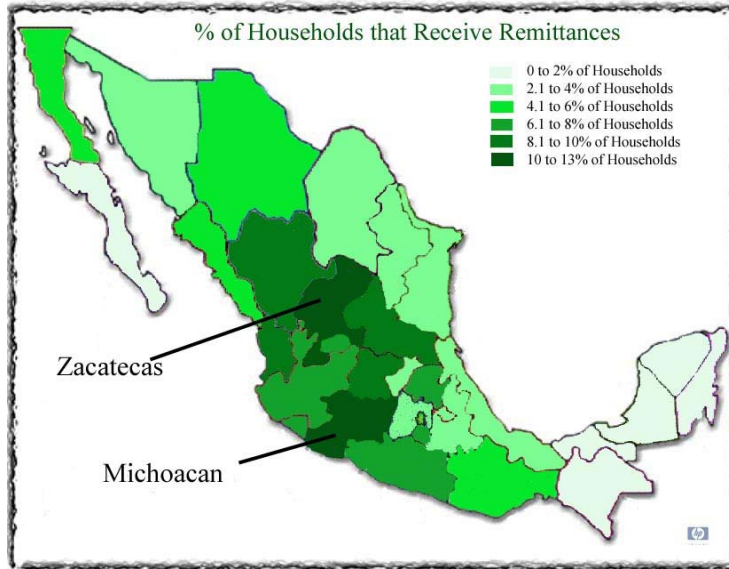 % of Households that Receive Remittances
0 to 2% of Households
2.1 to 4% of Households
4.1 to 6% of Households
6.1 to 8% of Households
8.1 to 10% of Households
10 to 13% of Households
Zacatecas
Michoacan
hp